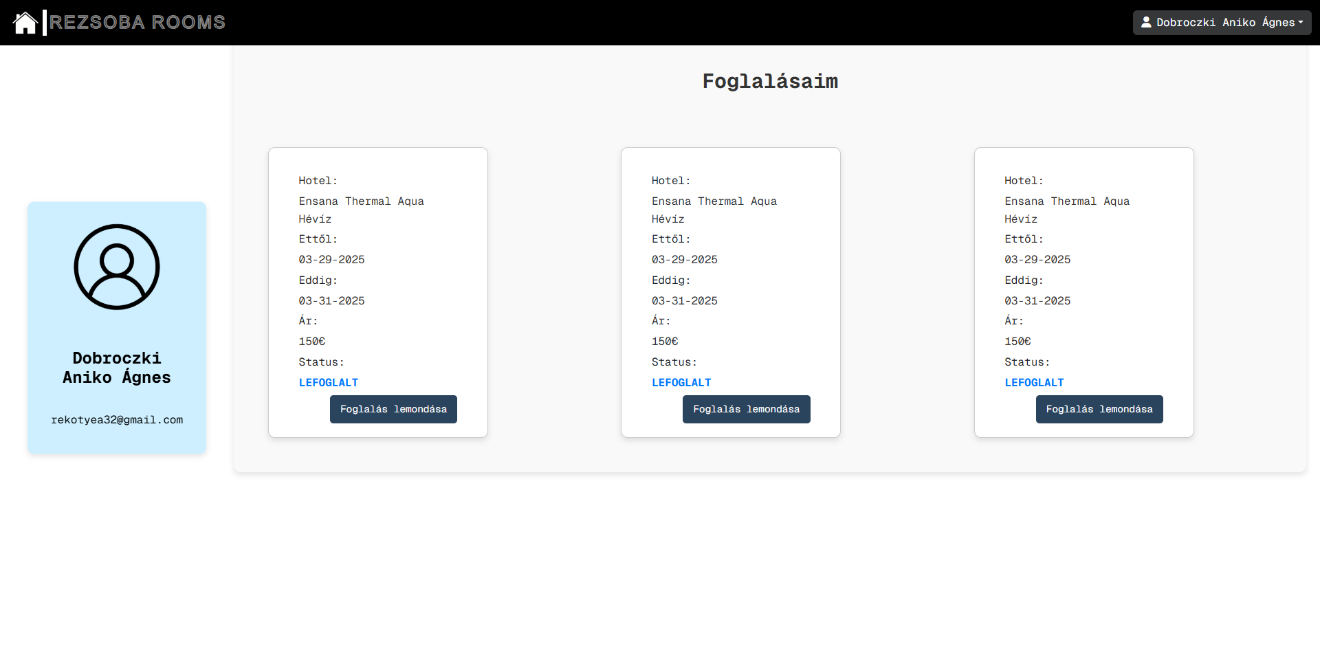 REZSOBA ROOMS
Dobroczki Aniko Ágnes
Foglalásaim
Dobroczki
Aniko Ágnes
rekotyea32@gmail.com
Hotel:
Ensana Thermal Aqua
Hévíz
Ettől:
03-29-2025
Eddig:
03-31-2025
Ár:
150€
Status:
LEFOGLALT
Foglalás lemondása
Hotel:
Ensana Thermal Aqua
Hévíz
Ettől:
03-29-2025
Eddig:
03-31-2025
Ár:
150€
Status:
LEFOGLALT
Foglalás lemondása
Hotel:
Ensana Thermal Aqua
Hévíz
Ettől:
03-29-2025
Eddig:
03-31-2025
Ár:
150€
Status:
LEFOGLALT
Foglalás lemondása